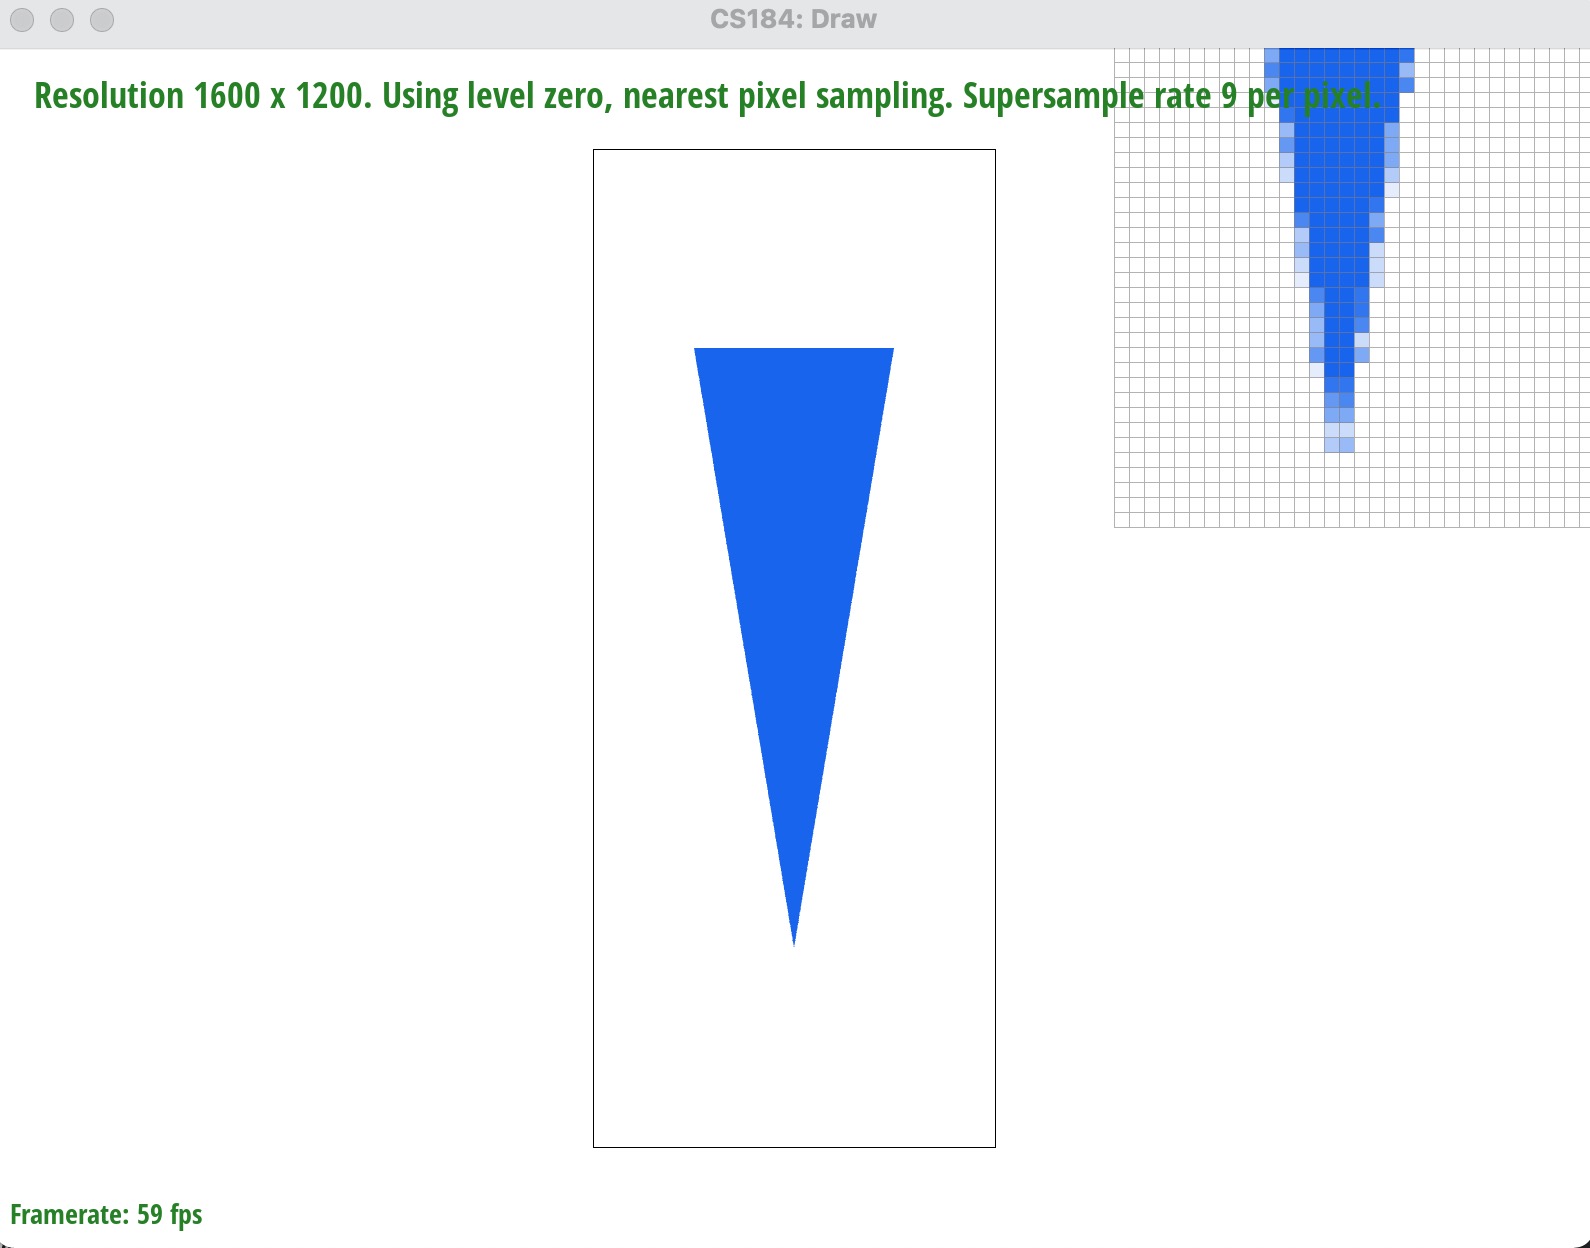 CS184: Draw
Resolution 1600 x 1200. Using level zero, nearest pixel sampling. Supersample rate 9 per pixel.
Framerate: 59 fps